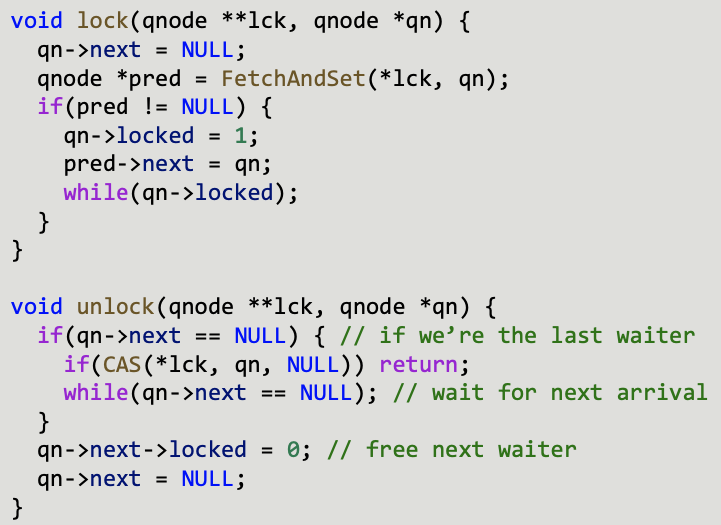 void lock(qnode **lck, qnode *qn) {
  qn->next = NULL;
  qnode *pred = FetchAndSet(*lck, qn);
  if(pred != NULL) {
    qn->locked = 1;
    pred->next = qn;
    while(qn->locked);
  }
}

void unlock(qnode **lck, qnode *qn) {
  if(qn->next == NULL) { // if we’re the last waiter
    if(CAS(*lck, qn, NULL)) return;
    while(qn->next == NULL); // wait for next arrival
  }
  qn->next->locked = 0; // free next waiter
  qn->next = NULL;
}